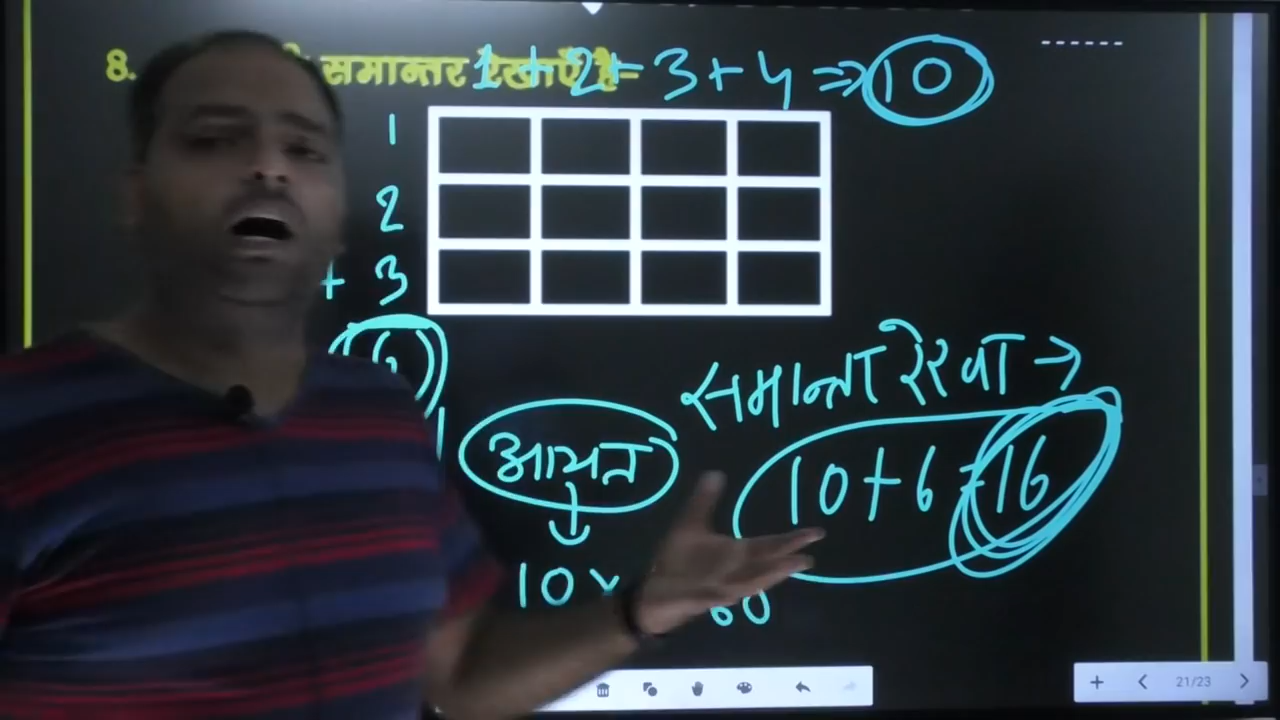 8. समान्तर रेखाएँ है-
1 + 2 + 3 + 4 ⇒ 10
1
2
+ 3
6
समान्तर रेखा →
आयत
10 + 6 = 16
↓
10 × 60
21/23